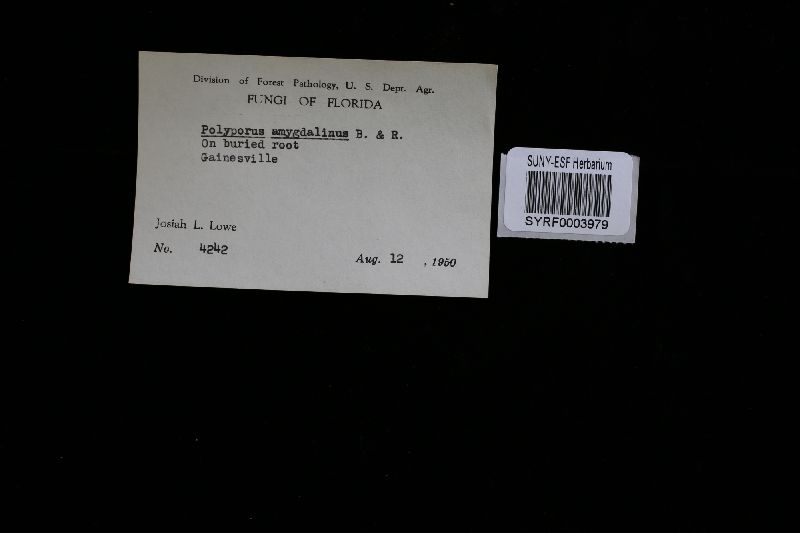 Division of Forest Pathology, U. S. Dept. Agr.
FUNGI OF FLORIDA
Polyporus amygdalinus B. & R.
On buried root
Gainesville
Josiah L. Lowe
No. 4242
Aug. 12 , 1950
SUNY-ESF Herbarium
SYRF0003979